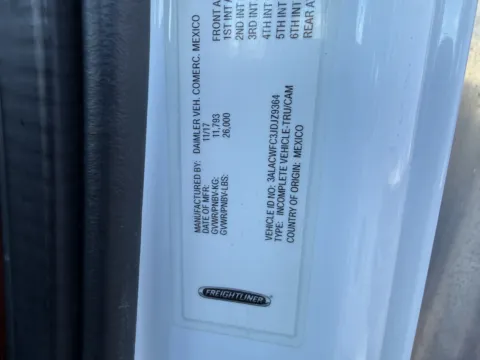 MANUFACTURED BY: DAIMLER VEH. COMERC. MEXICO
DATE OF MFR: 11/17
GVWR/PNBV-KG: 11,793
GVWR/PNBV-LBS: 26,000
FRONT A
1ST INT A
2ND INT
3RD INT
4TH INT
5TH INT
6TH INT
REAR A
VEHICLE ID NO: 3ALACWFC3JDJZ9364
TYPE: INCOMPLETE VEHICLE-TRU/CAM
COUNTRY OF ORIGIN: MEXICO
FREIGHTLINER